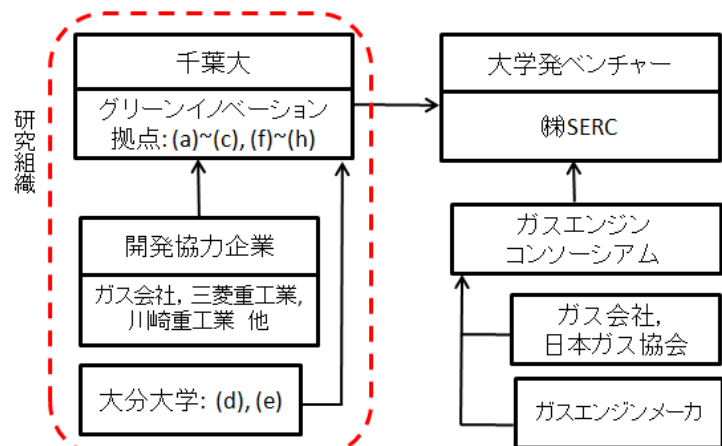 研究組織
千葉大
グリーンイノベーション
拠点: (a)~(c), (f)~(h)
開発協力企業
ガス会社, 三菱重工業,
川崎重工業 他
大分大学: (d), (e)
大学発ベンチャー
㈱SERC
ガスエンジン
コンソーシアム
ガス会社,
日本ガス協会
ガスエンジンメーカ